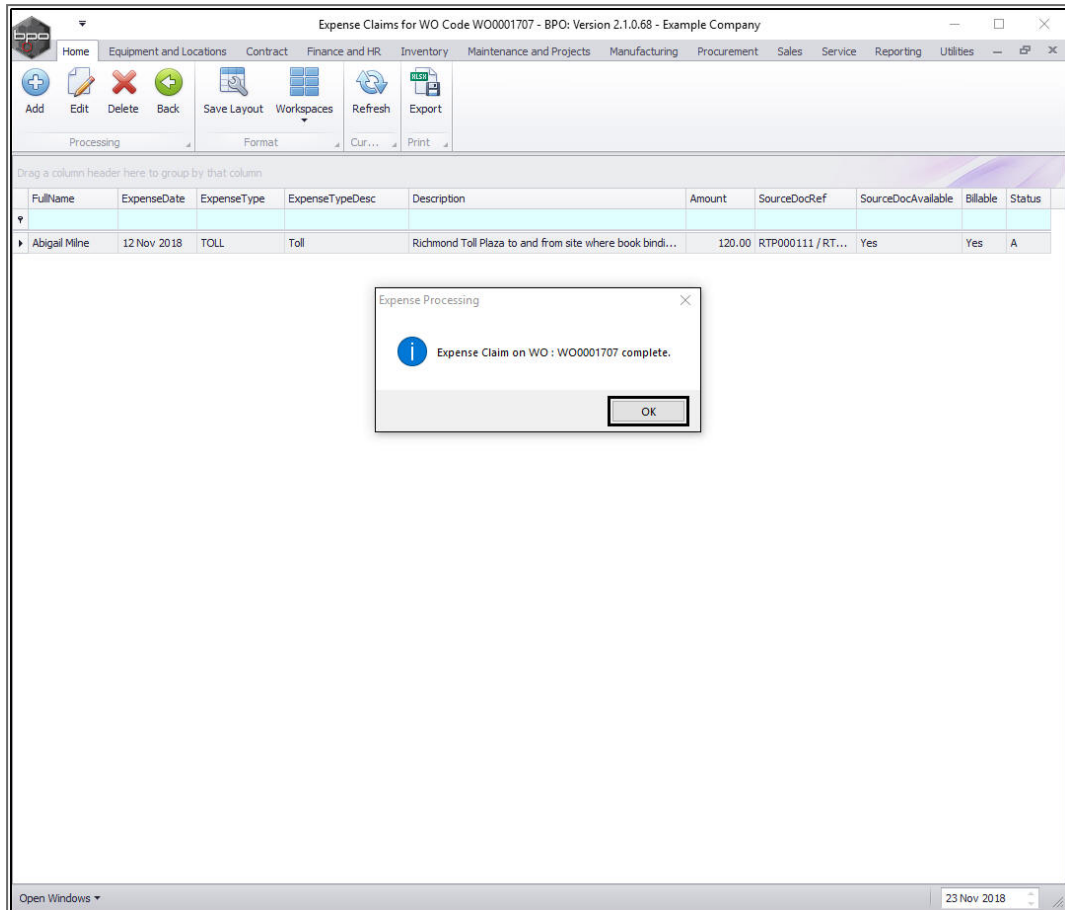 Expense Claims for WO Code WO0001707 - BPO: Version 2.1.0.68 - Example Company
bpo
Home Equipment and Locations Contract Finance and HR Inventory Maintenance and Projects Manufacturing Procurement Sales Service Reporting Utilities
XLSX
Add Edit Delete Back Save Layout Workspaces Refresh Export
Processing Format Cur... Print
Drag a column header here to group by that column
FullName ExpenseDate ExpenseType ExpenseTypeDesc Description Amount SourceDocRef SourceDocAvailable Billable Status
Abigail Milne 12 Nov 2018 TOLL Toll Richmond Toll Plaza to and from site where book bindi... 120.00 RTP000111 / RT... Yes Yes A
Expense Processing
Expense Claim on WO : WO0001707 complete.
OK
Open Windows 23 Nov 2018